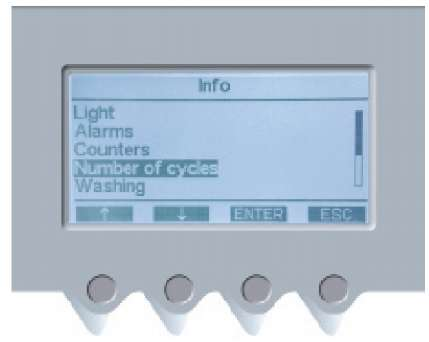 Info
Light
Alarms
Counters
Number of cycles
Washing
↑ ↓ ENTER ESC